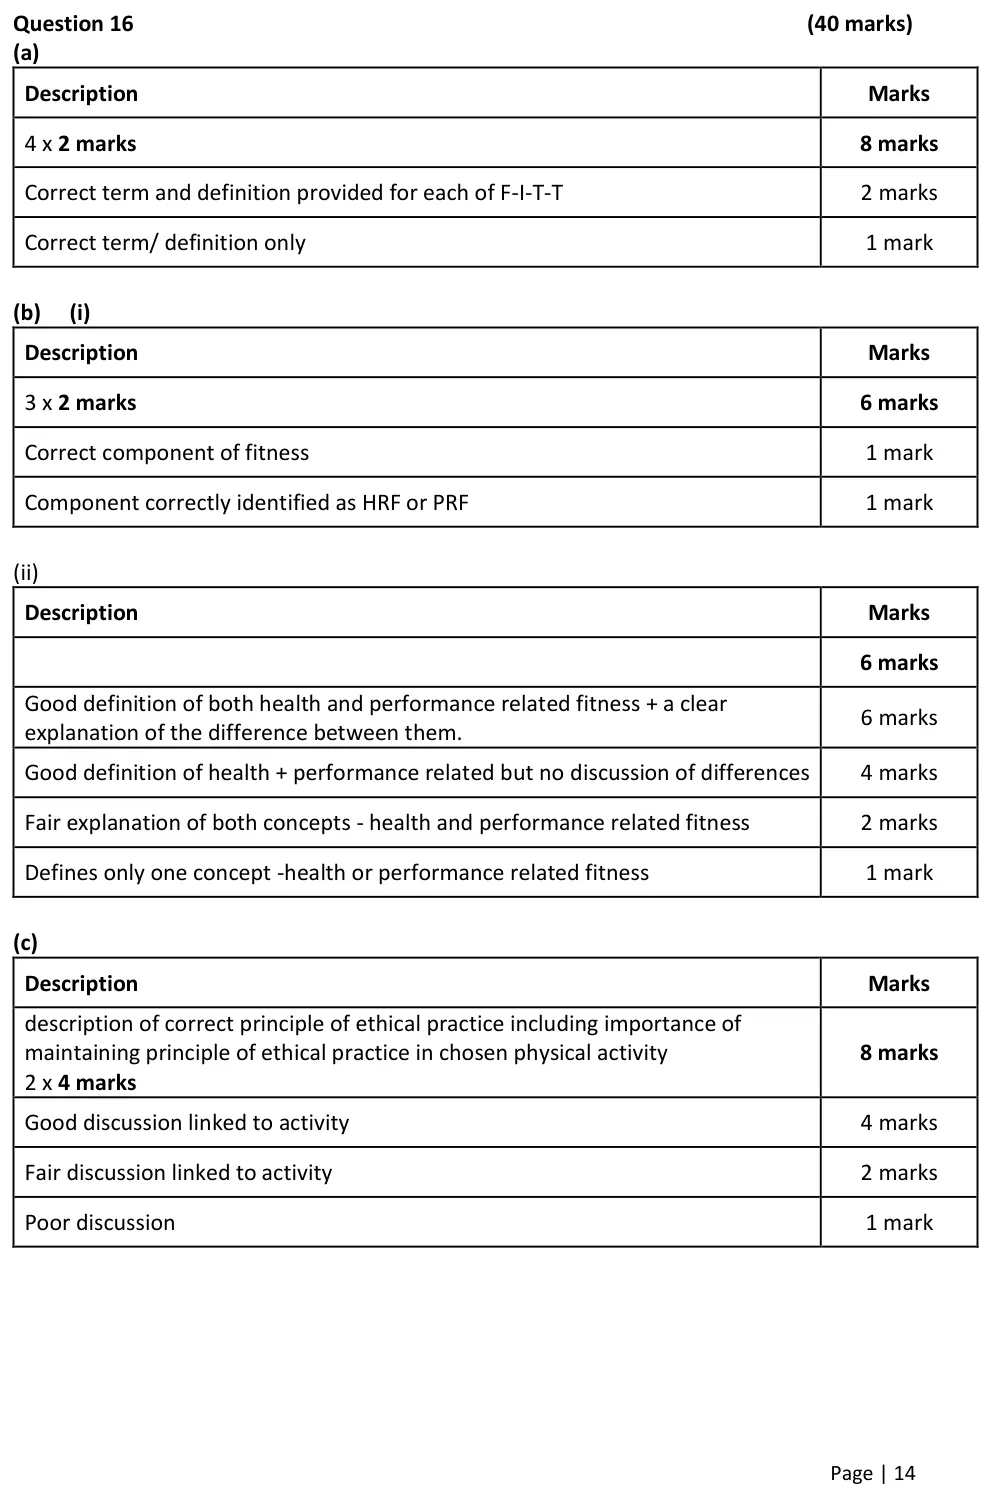 Question 16 (40 marks)
(a)
Description Marks
4 x 2 marks 8 marks
Correct term and definition provided for each of F-I-T-T 2 marks
Correct term/ definition only 1 mark
(b) (i)
Description Marks
3 x 2 marks 6 marks
Correct component of fitness 1 mark
Component correctly identified as HRF or PRF 1 mark
(ii)
Description Marks
6 marks
Good definition of both health and performance related fitness + a clear
explanation of the difference between them. 6 marks
Good definition of health + performance related but no discussion of differences 4 marks
Fair explanation of both concepts - health and performance related fitness 2 marks
Defines only one concept -health or performance related fitness 1 mark
(c)
Description Marks
description of correct principle of ethical practice including importance of
maintaining principle of ethical practice in chosen physical activity 8 marks
2 x 4 marks
Good discussion linked to activity 4 marks
Fair discussion linked to activity 2 marks
Poor discussion 1 mark
Page | 14